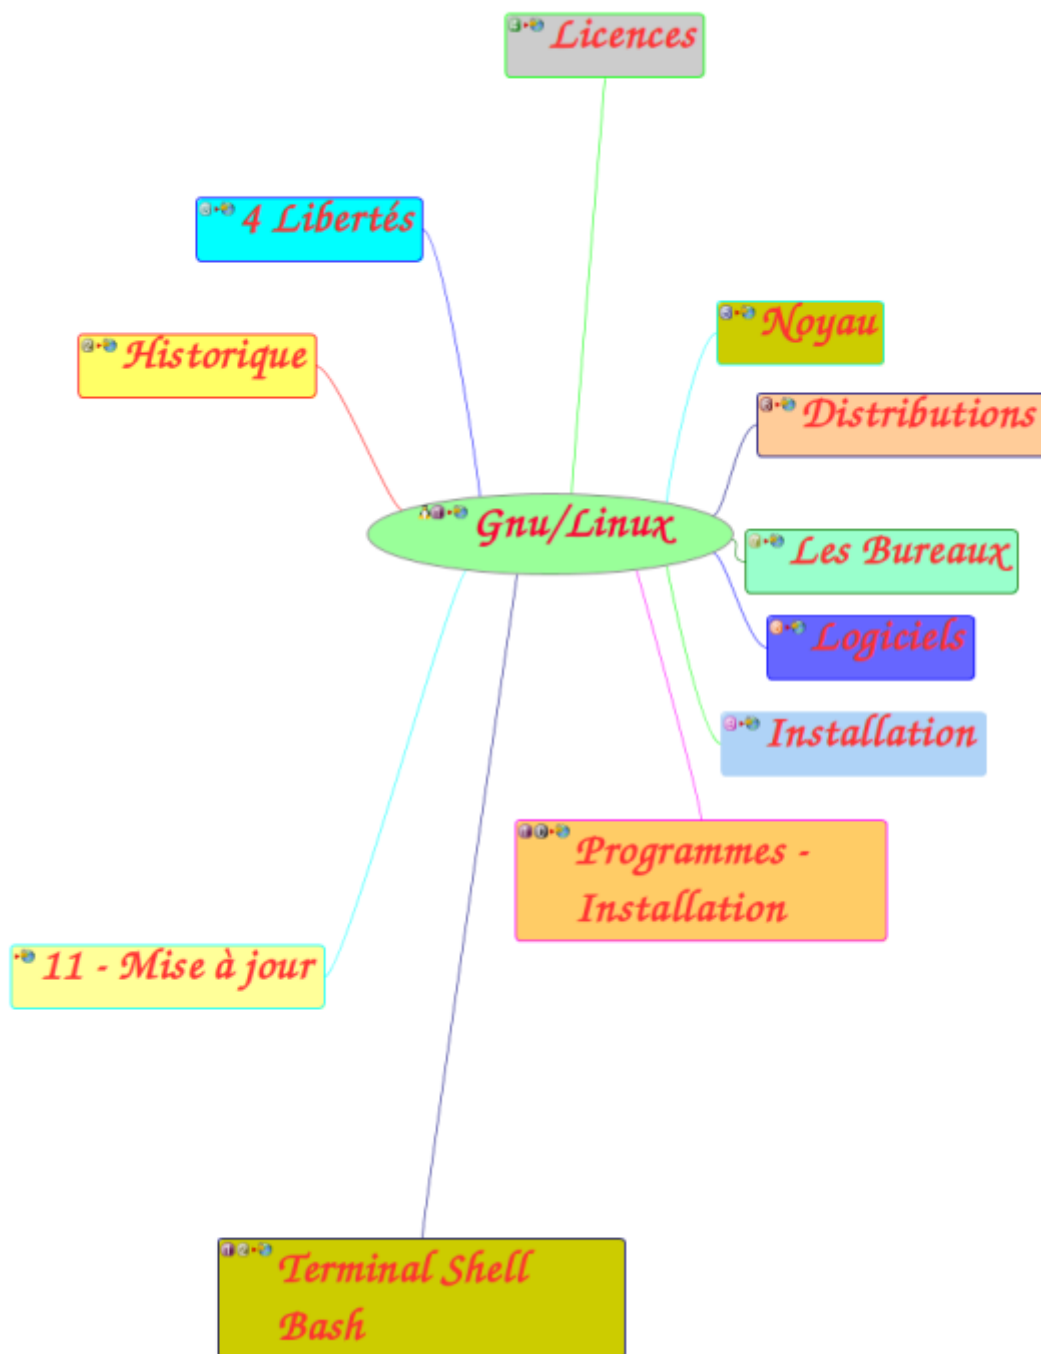 Licences
4 Libertés
Noyau
Historique
Distributions
Gnu/Linux
Les Bureaux
Logiciels
Installation
Programmes -
Installation
11 - Mise à jour
Terminal Shell
Bash